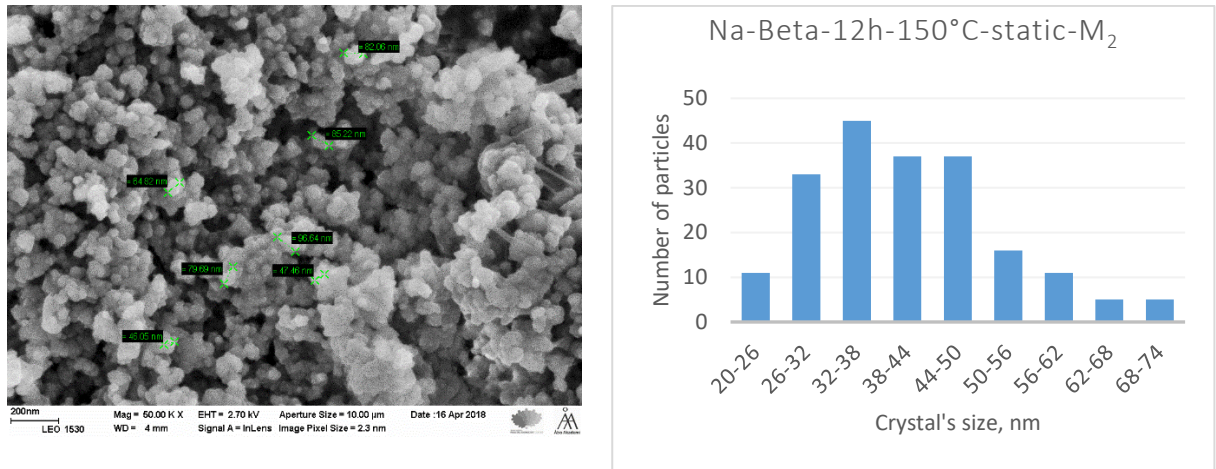 = 82.06 nm
= 85.22 nm
= 64.82 nm
= 96.64 nm
= 79.69 nm
= 47.46 nm
= 46.05 nm
200nm
LEO 1530
Mag = 50.00 K X EHT = 2.70 kV Aperture Size = 10.00 µm Date :16 Apr 2018
WD = 4 mm Signal A = InLens Image Pixel Size = 2.3 nm
Na-Beta-12h-150°C-static-M₂
Number of particles
50
40
30
20
10
0
20-26
26-32
32-38
38-44
44-50
50-56
56-62
62-68
68-74
Crystal's size, nm